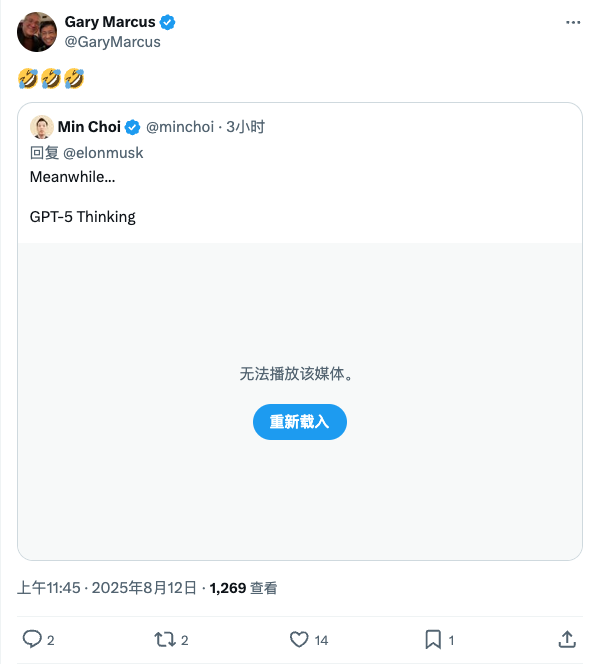 Gary Marcus
@GaryMarcus
🤣🤣🤣
Min Choi @minchoi · 3小时
回复 @elonmusk
Meanwhile...
GPT-5 Thinking
无法播放该媒体。
重新载入
上午11:45 · 2025年8月12日 · 1,269 查看
2 2 14 1